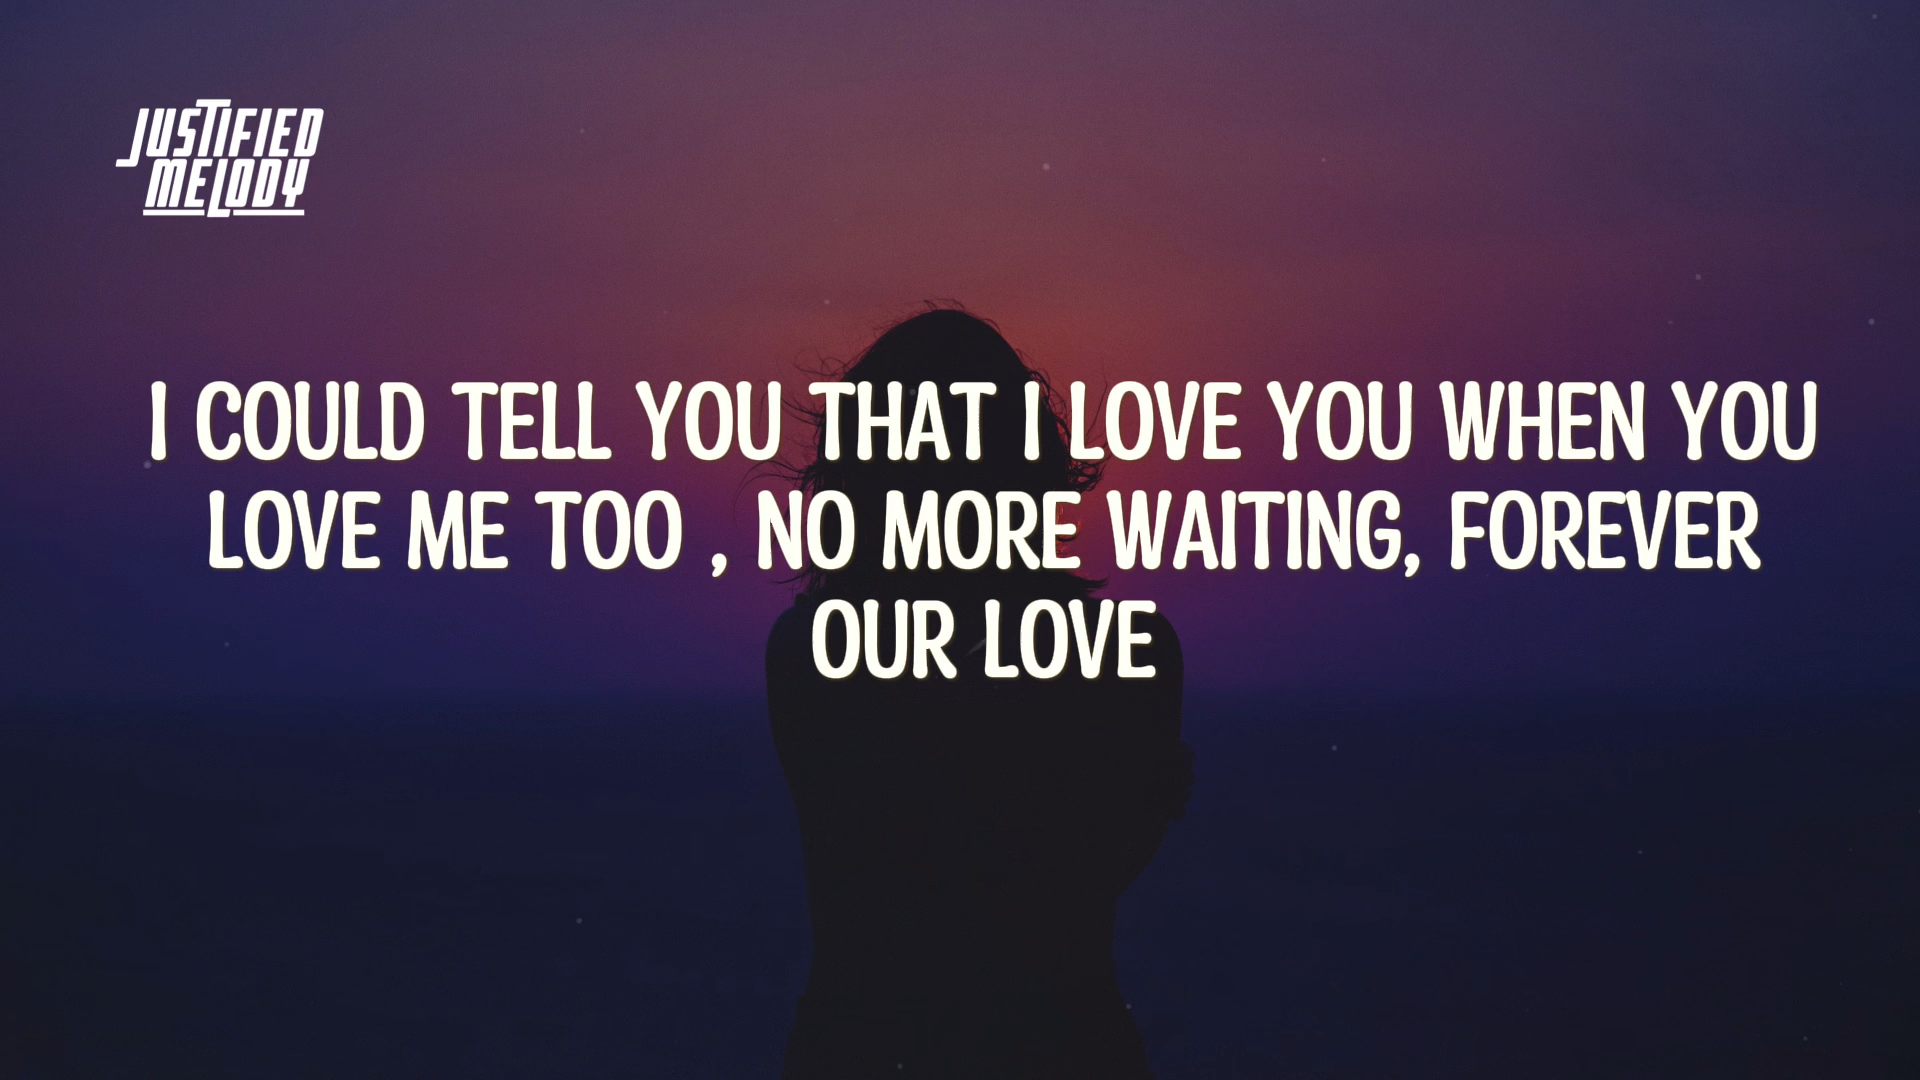 JUSTIFIED
MELODY
I COULD TELL YOU THAT I LOVE YOU WHEN YOU
LOVE ME TOO , NO MORE WAITING, FOREVER
OUR LOVE